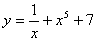 y = 1/x + x^5 + 7